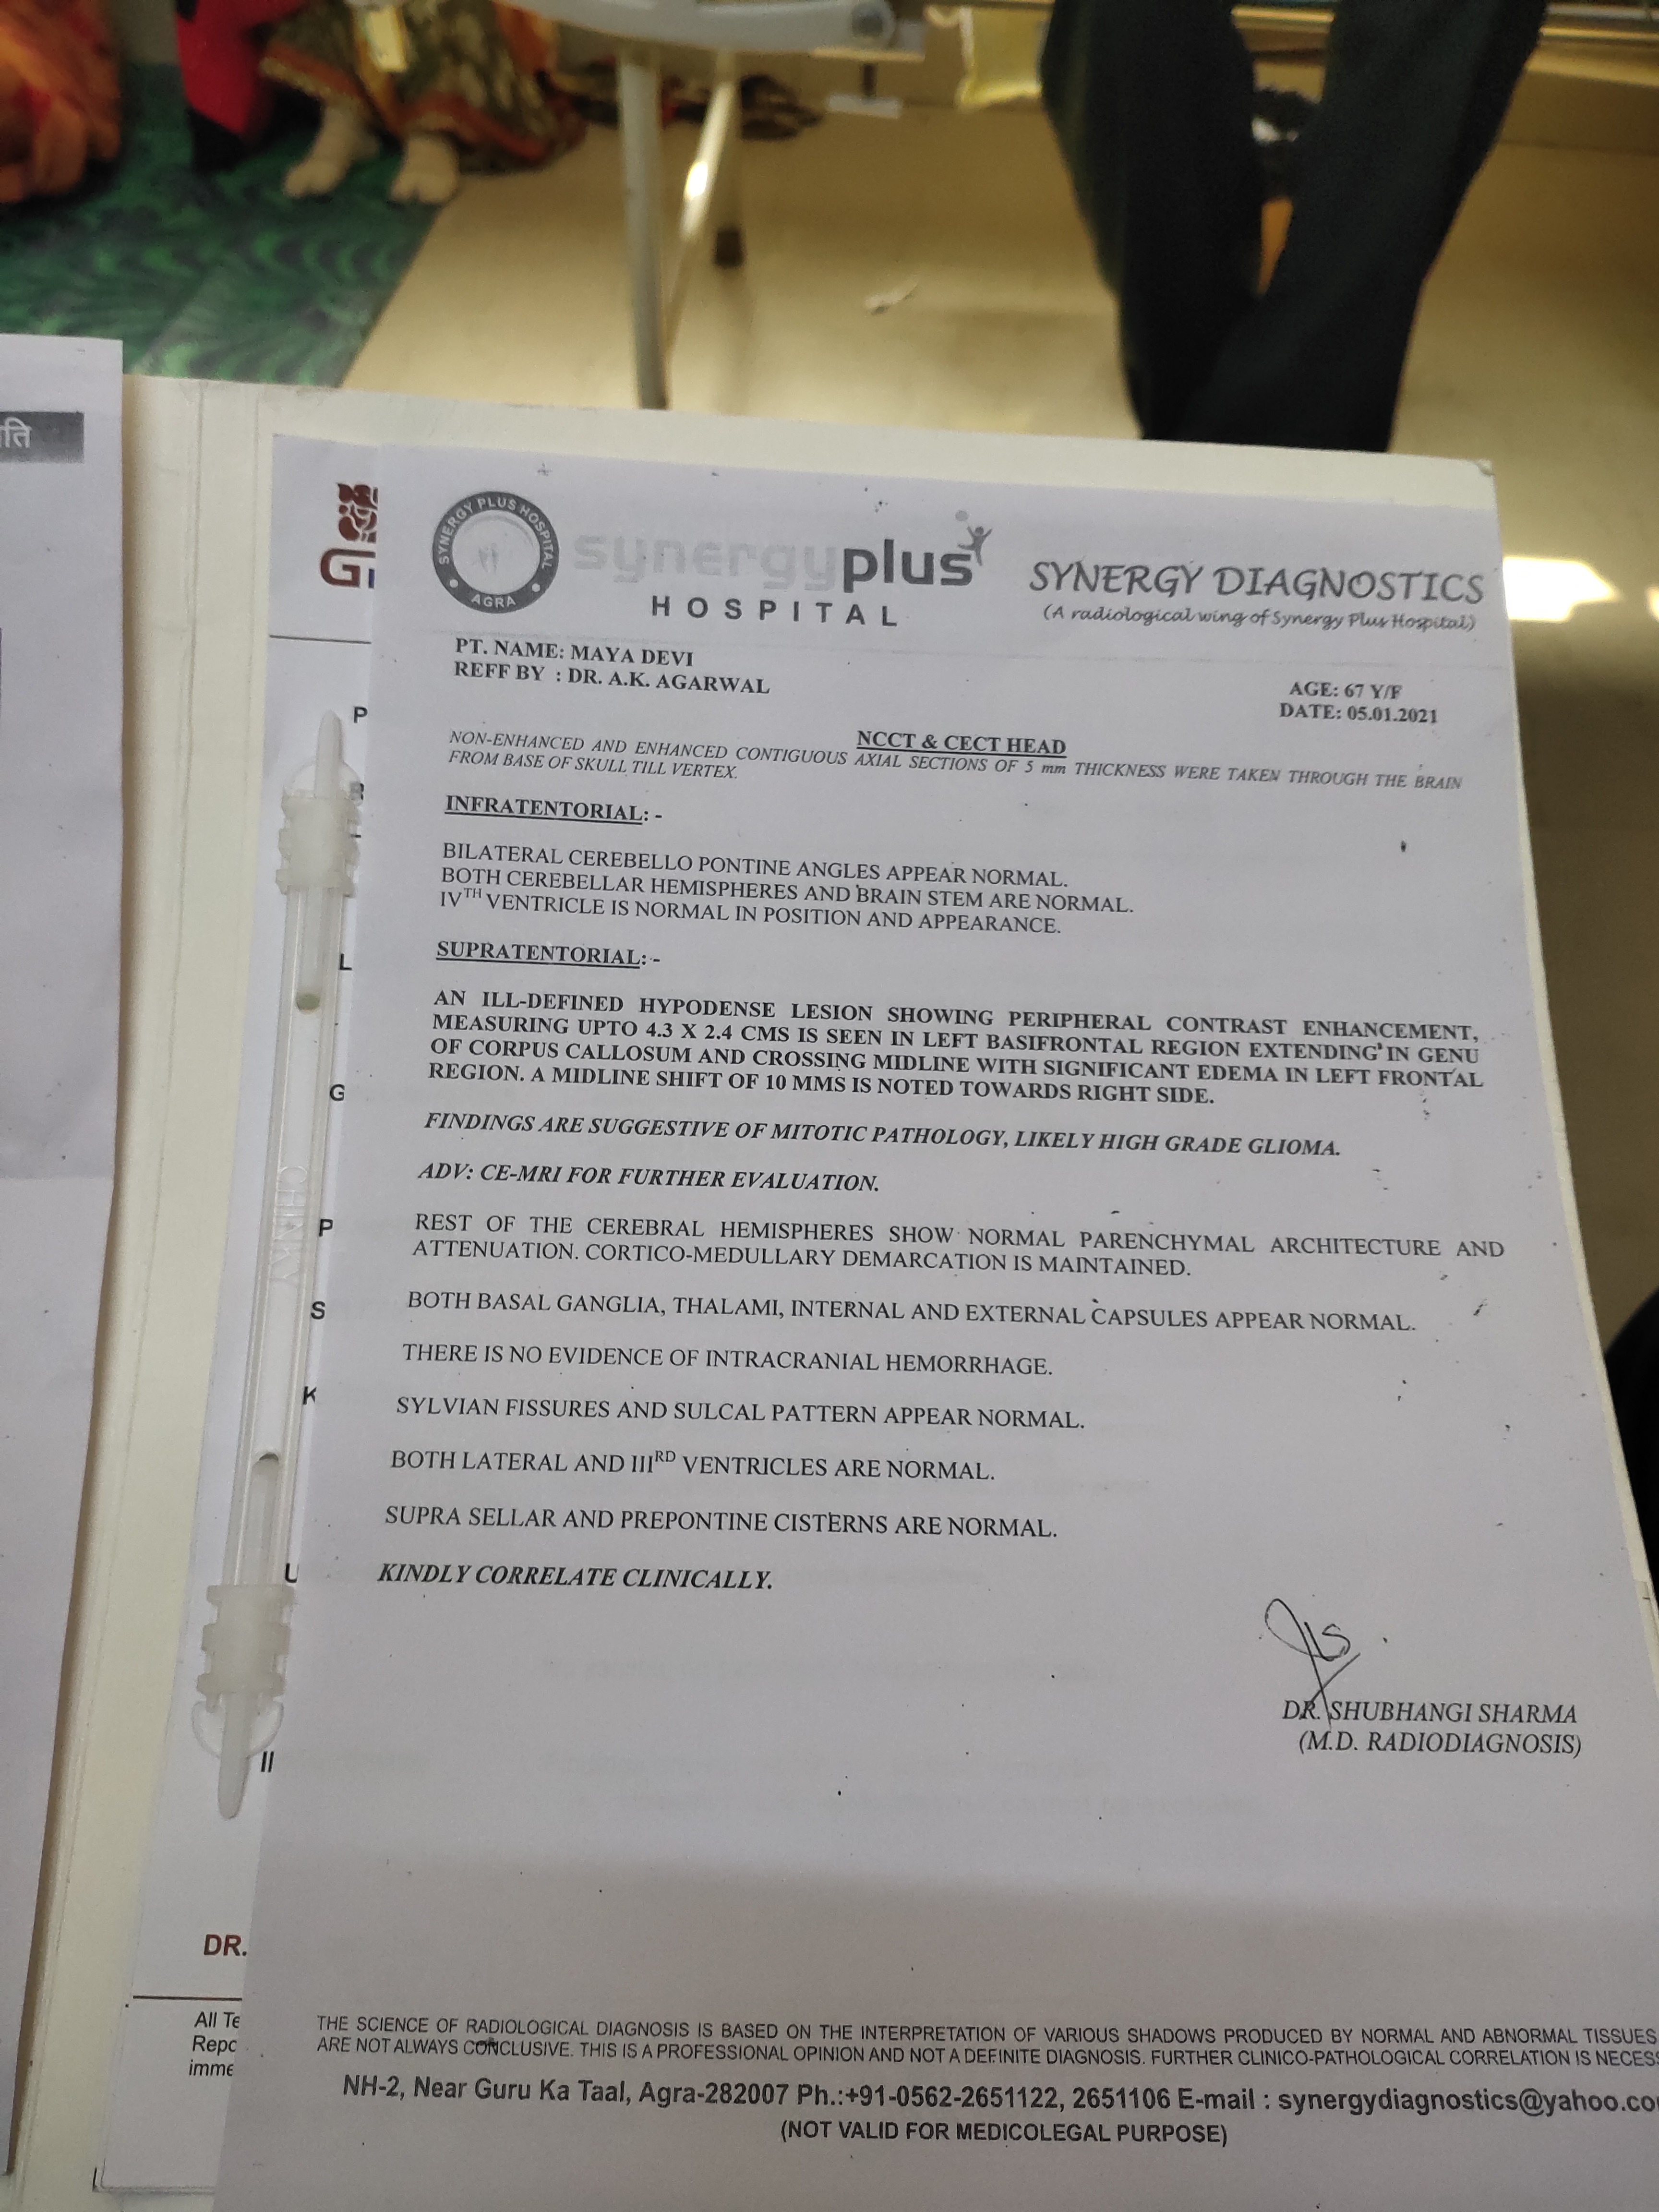 ति
SYNERGY PLUS HOSPITAL
AGRA
synergyplus
HOSPITAL
SYNERGY DIAGNOSTICS
(A radiological wing of Synergy Plus Hospital)
PT. NAME: MAYA DEVI
REFF BY : DR. A.K. AGARWAL
AGE: 67 Y/F
DATE: 05.01.2021
NCCT & CECT HEAD
NON-ENHANCED AND ENHANCED CONTIGUOUS AXIAL SECTIONS OF 5 mm THICKNESS WERE TAKEN THROUGH THE BRAIN
FROM BASE OF SKULL TILL VERTEX.
INFRATENTORIAL: -
BILATERAL CEREBELLO PONTINE ANGLES APPEAR NORMAL.
BOTH CEREBELLAR HEMISPHERES AND BRAIN STEM ARE NORMAL.
IVTH VENTRICLE IS NORMAL IN POSITION AND APPEARANCE.
SUPRATENTORIAL: -
AN ILL-DEFINED HYPODENSE LESION SHOWING PERIPHERAL CONTRAST ENHANCEMENT,
MEASURING UPTO 4.3 X 2.4 CMS IS SEEN IN LEFT BASIFRONTAL REGION EXTENDING IN GENU
OF CORPUS CALLOSUM AND CROSSING MIDLINE WITH SIGNIFICANT EDEMA IN LEFT FRONTAL
REGION. A MIDLINE SHIFT OF 10 MMS IS NOTED TOWARDS RIGHT SIDE.
FINDINGS ARE SUGGESTIVE OF MITOTIC PATHOLOGY, LIKELY HIGH GRADE GLIOMA.
ADV: CE-MRI FOR FURTHER EVALUATION.
REST OF THE CEREBRAL HEMISPHERES SHOW NORMAL PARENCHYMAL ARCHITECTURE AND
ATTENUATION. CORTICO-MEDULLARY DEMARCATION IS MAINTAINED.
BOTH BASAL GANGLIA, THALAMI, INTERNAL AND EXTERNAL CAPSULES APPEAR NORMAL.
THERE IS NO EVIDENCE OF INTRACRANIAL HEMORRHAGE.
SYLVIAN FISSURES AND SULCAL PATTERN APPEAR NORMAL.
BOTH LATERAL AND IIIRD VENTRICLES ARE NORMAL.
SUPRA SELLAR AND PREPONTINE CISTERNS ARE NORMAL.
KINDLY CORRELATE CLINICALLY.
DR. SHUBHANGI SHARMA
(M.D. RADIODIAGNOSIS)
THE SCIENCE OF RADIOLOGICAL DIAGNOSIS IS BASED ON THE INTERPRETATION OF VARIOUS SHADOWS PRODUCED BY NORMAL AND ABNORMAL TISSUES
ARE NOT ALWAYS CONCLUSIVE. THIS IS A PROFESSIONAL OPINION AND NOT A DEFINITE DIAGNOSIS. FURTHER CLINICO-PATHOLOGICAL CORRELATION IS NECESS
NH-2, Near Guru Ka Taal, Agra-282007 Ph.:+91-0562-2651122, 2651106 E-mail : synergydiagnostics@yahoo.co
(NOT VALID FOR MEDICOLEGAL PURPOSE)
G
P
L
G
P
S
K
U
II
DR.
All Te
Repo
imme